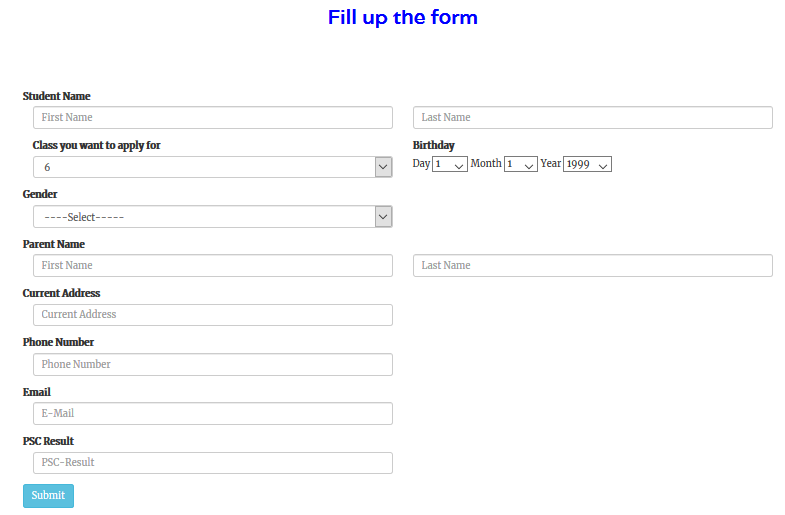 Fill up the form
Student Name
First Name
Last Name
Class you want to apply for
Birthday
6
Day 1 Month 1 Year 1999
Gender
----Select-----
Parent Name
First Name
Last Name
Current Address
Current Address
Phone Number
Phone Number
Email
E-Mail
PSC Result
PSC-Result
Submit